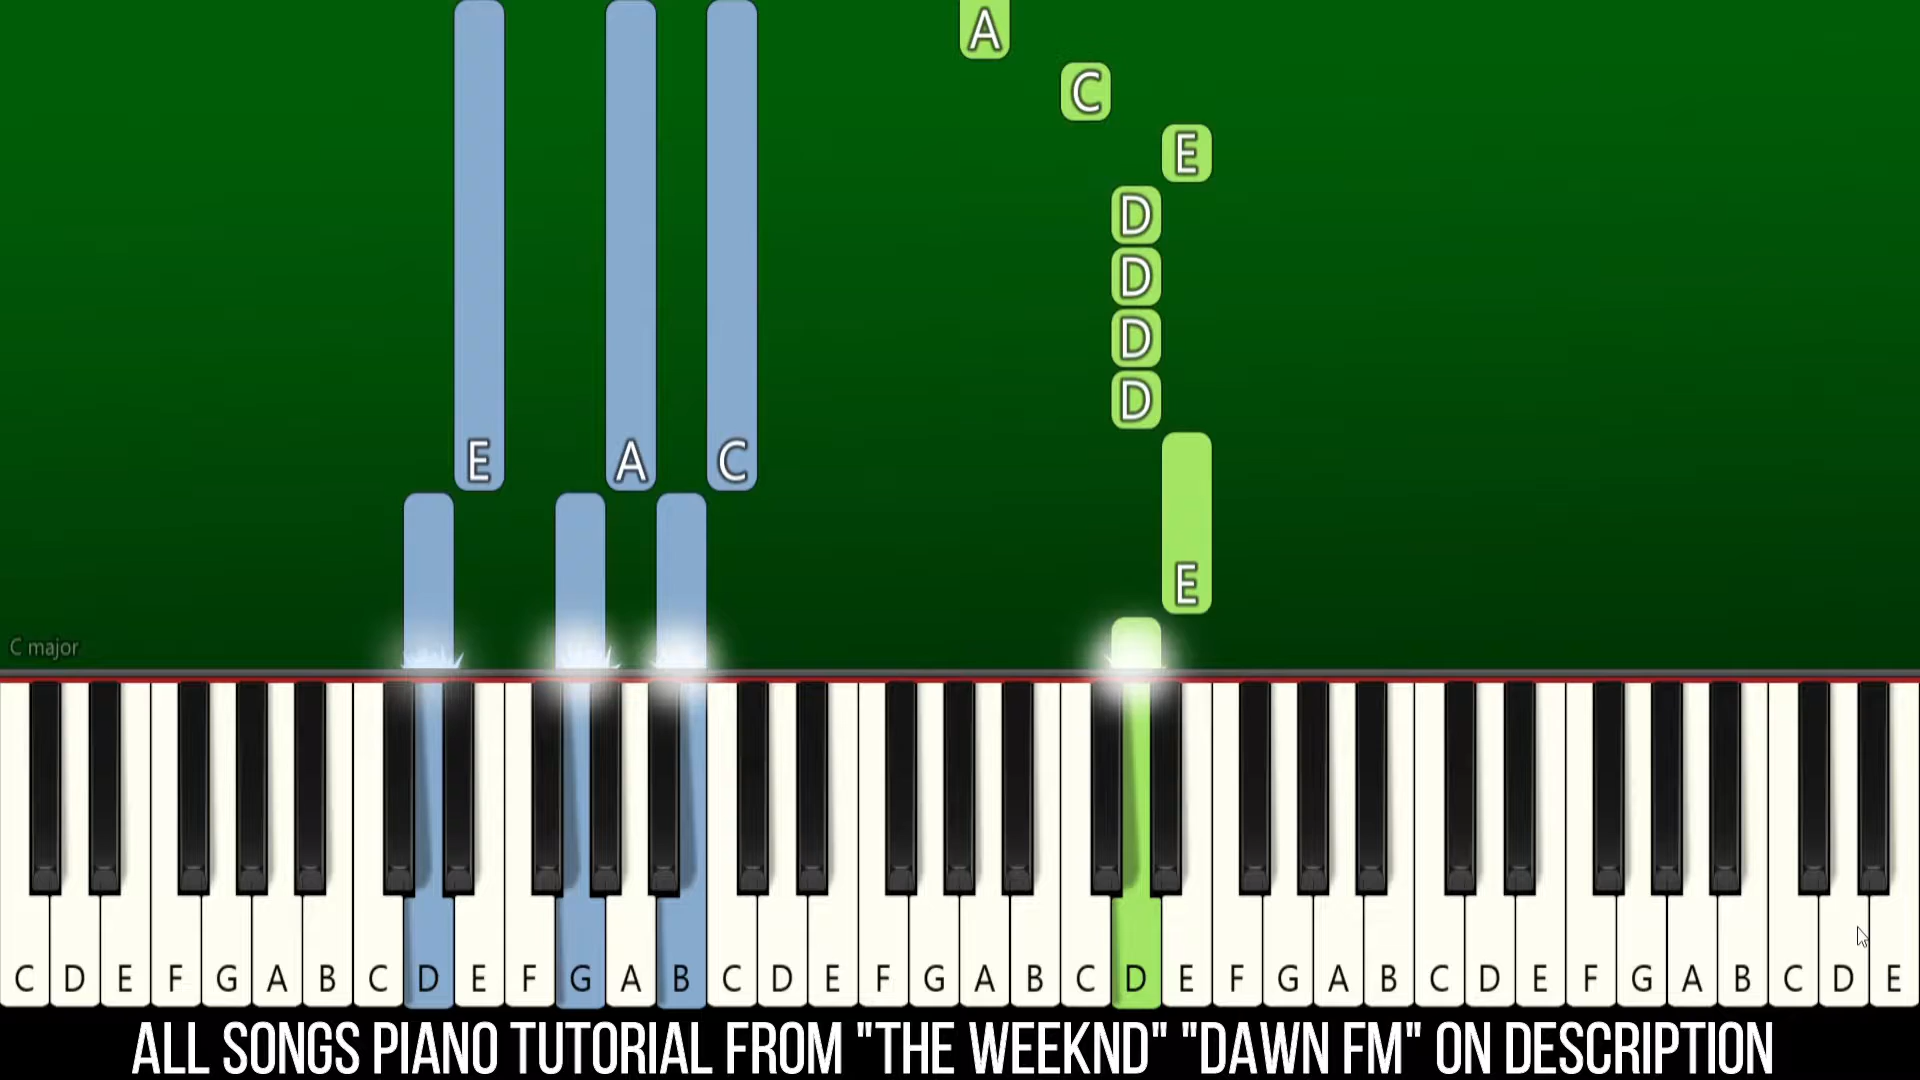 A
C
E
D
D
D
D
E A C
E
C major
C D E F G A B C D E F G A B C D E F G A B C D E F G A B C D E F G A B C D E
ALL SONGS PIANO TUTORIAL FROM "THE WEEKND" "DAWN FM" ON DESCRIPTION